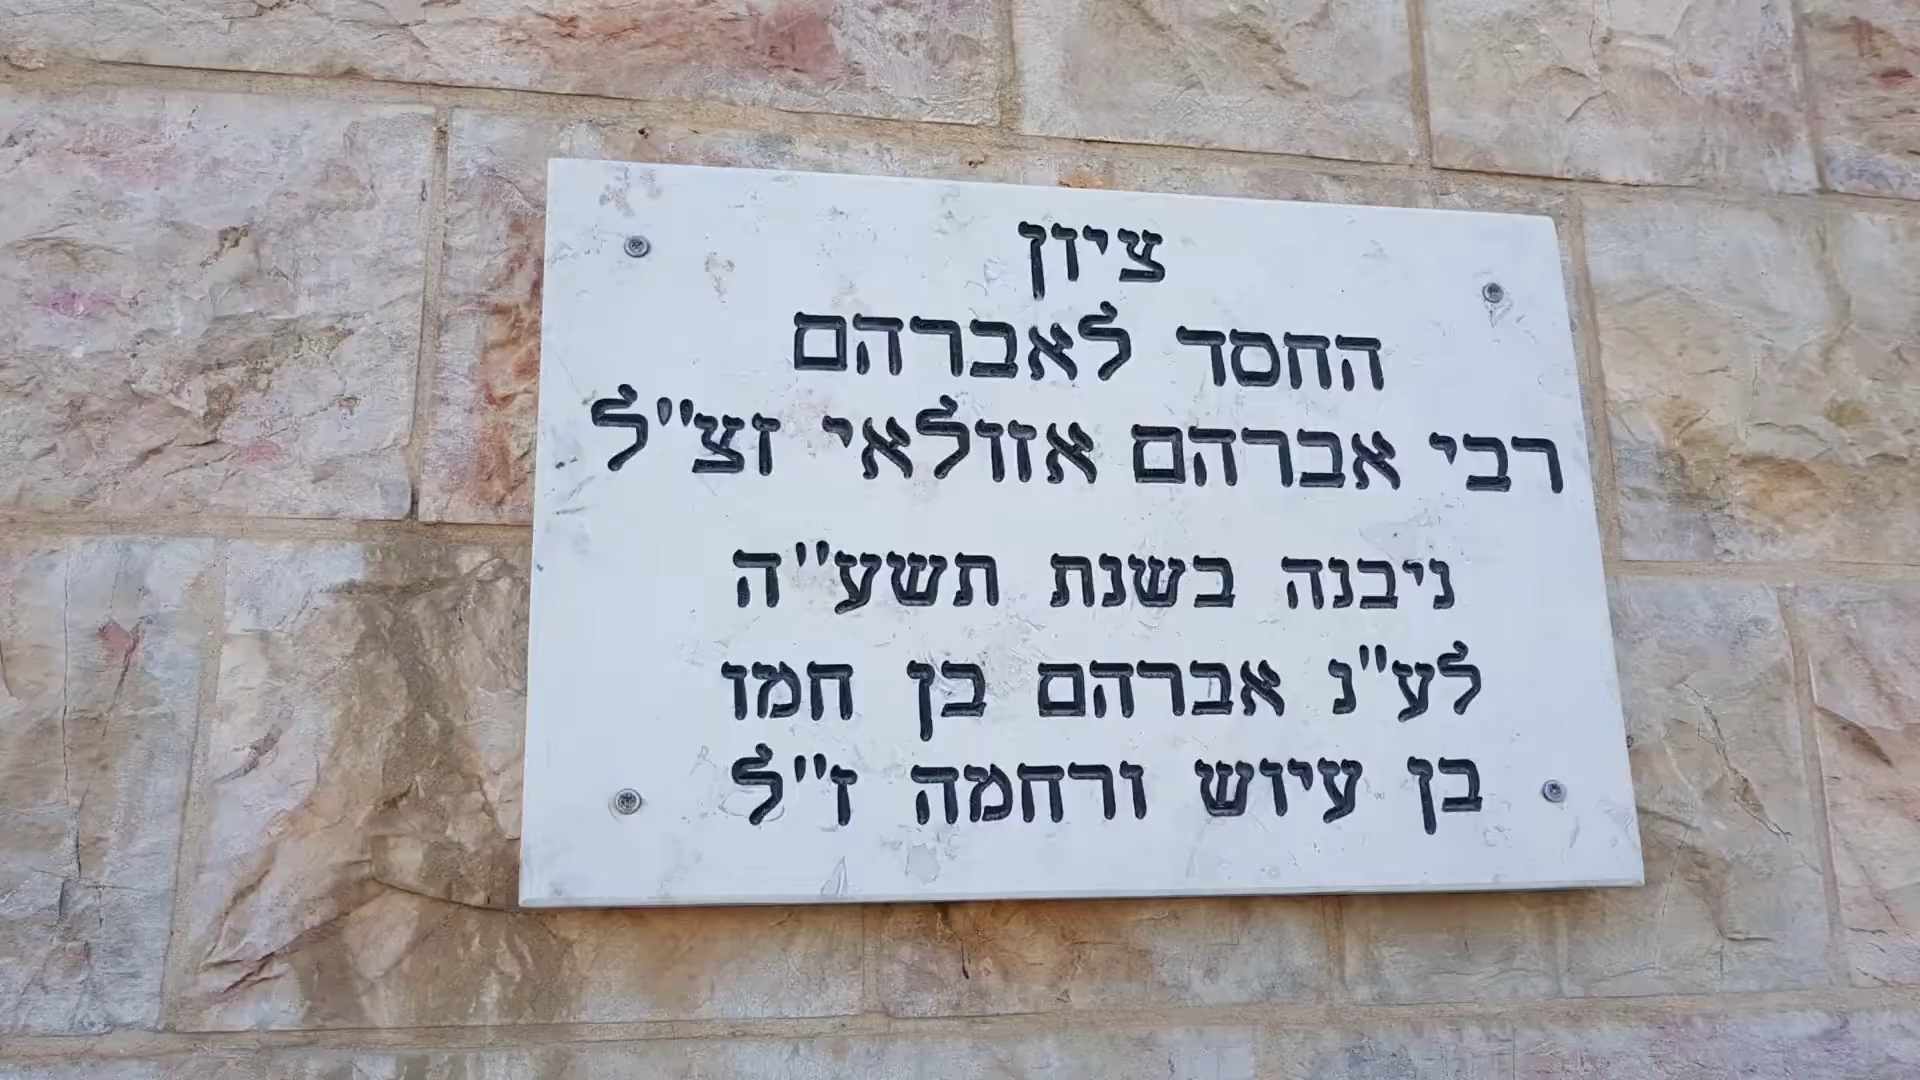 ציון
החסד לאברהם
רבי אברהם אזולאי זצ"ל
ניבנה בשנת תשע"ה
לע"נ אברהם בן חמו
בן עיוש ורחמה ז"ל